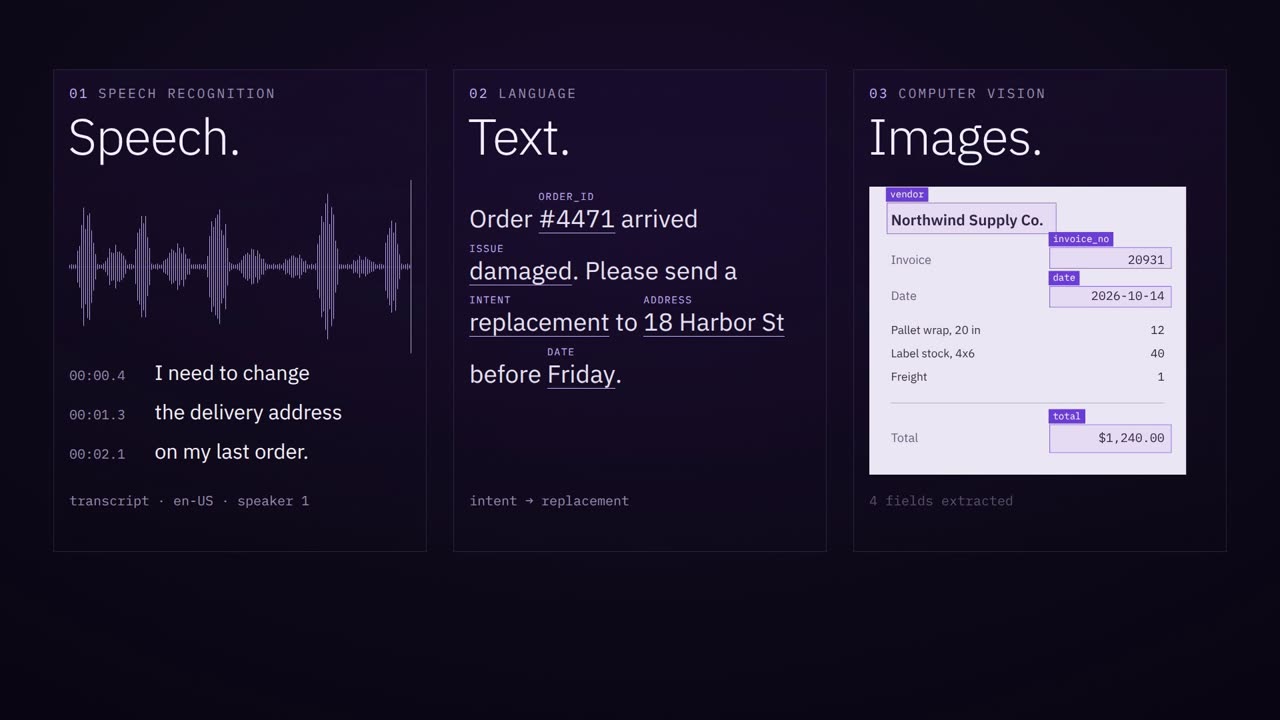 01 SPEECH RECOGNITION
Speech.
00:00.4 I need to change
00:01.3 the delivery address
00:02.1 on my last order.
transcript · en-US · speaker 1
02 LANGUAGE
Text.
ORDER_ID
Order #4471 arrived
ISSUE
damaged. Please send a
INTENT ADDRESS
replacement to 18 Harbor St
DATE
before Friday.
intent → replacement
03 COMPUTER VISION
Images.
vendor
Northwind Supply Co.
invoice_no
Invoice 20931
date
Date 2026-10-14
Pallet wrap, 20 in 12
Label stock, 4x6 40
Freight 1
total
Total $1,240.00
4 fields extracted